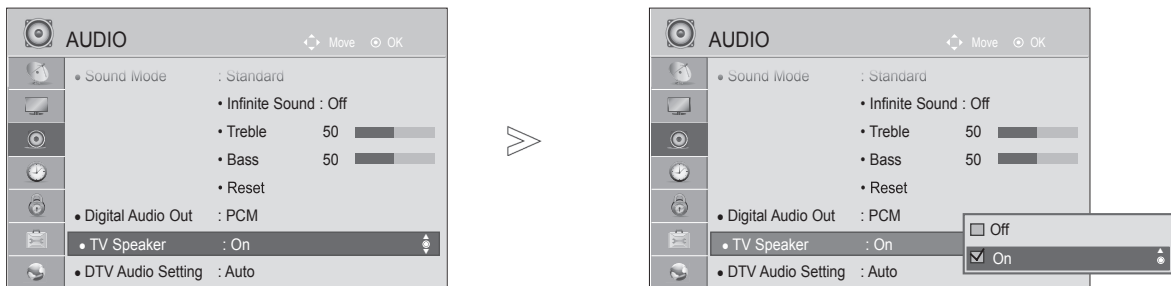 AUDIO Move OK
• Sound Mode : Standard
• Infinite Sound : Off
• Treble 50
• Bass 50
• Reset
• Digital Audio Out : PCM
• TV Speaker : On
• DTV Audio Setting : Auto
AUDIO Move OK
• Sound Mode : Standard
• Infinite Sound : Off
• Treble 50
• Bass 50
• Reset
• Digital Audio Out : PCM
• TV Speaker : On
• DTV Audio Setting : Auto
Off
On